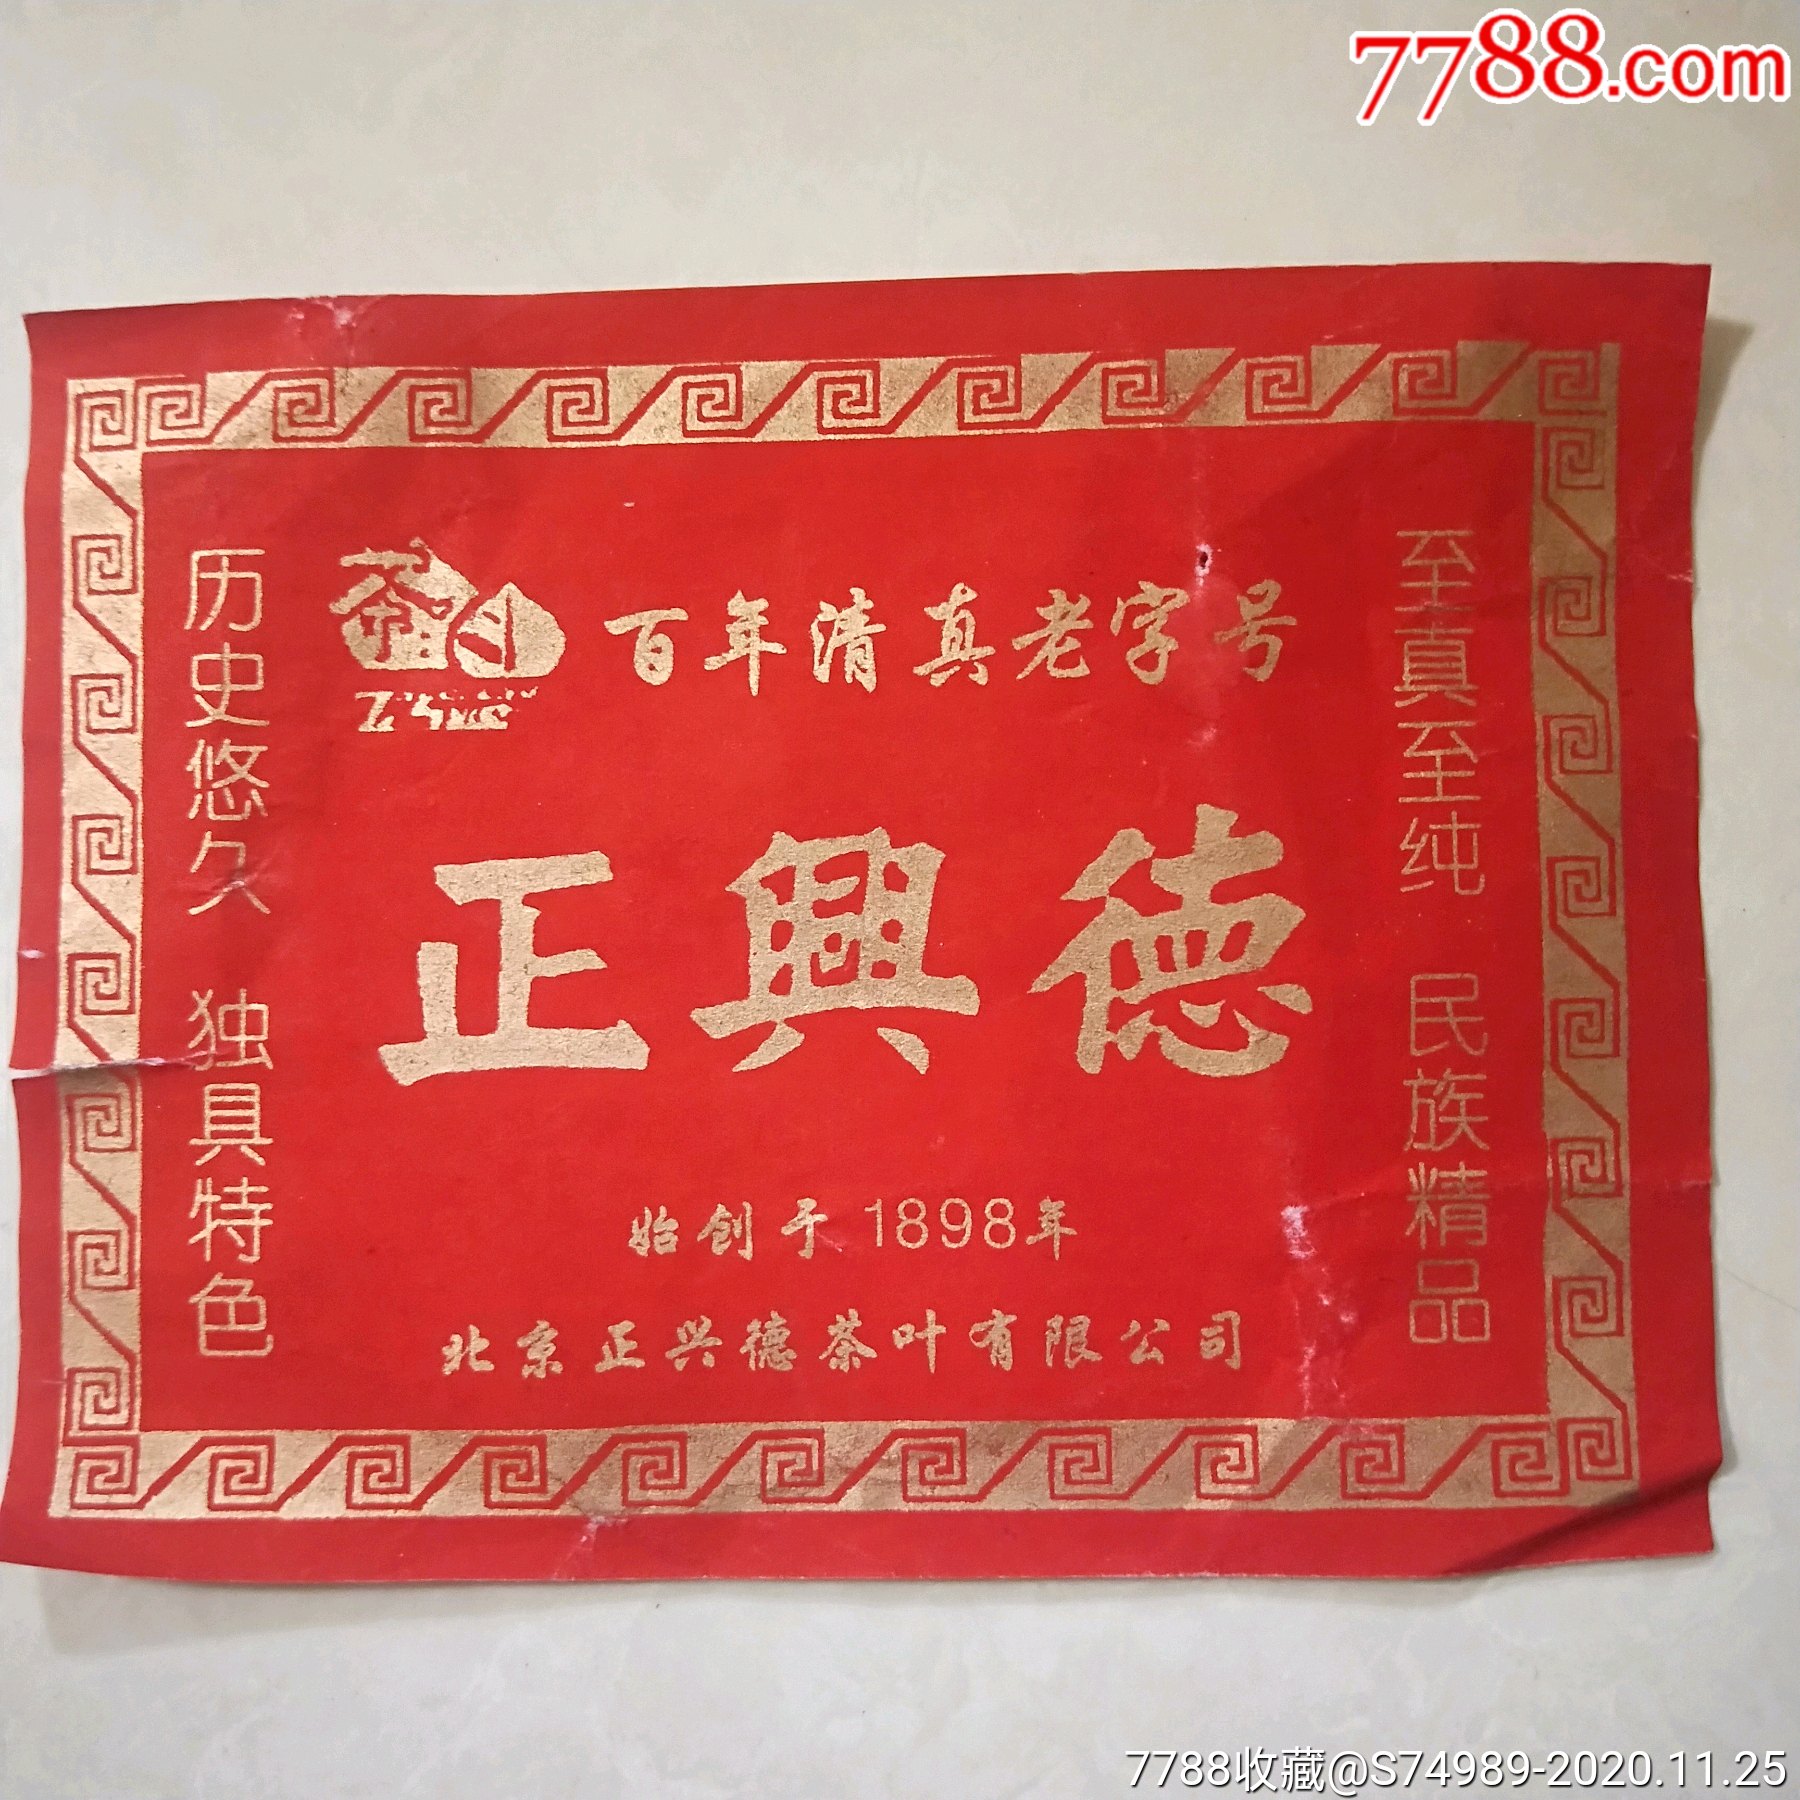 7788.com
茶
百年清真老字号
至真至纯 民族精品
历史悠久 独具特色
正興德
始创于1898年
北京正兴德茶叶有限公司
7788收藏@S74989-2020.11.25